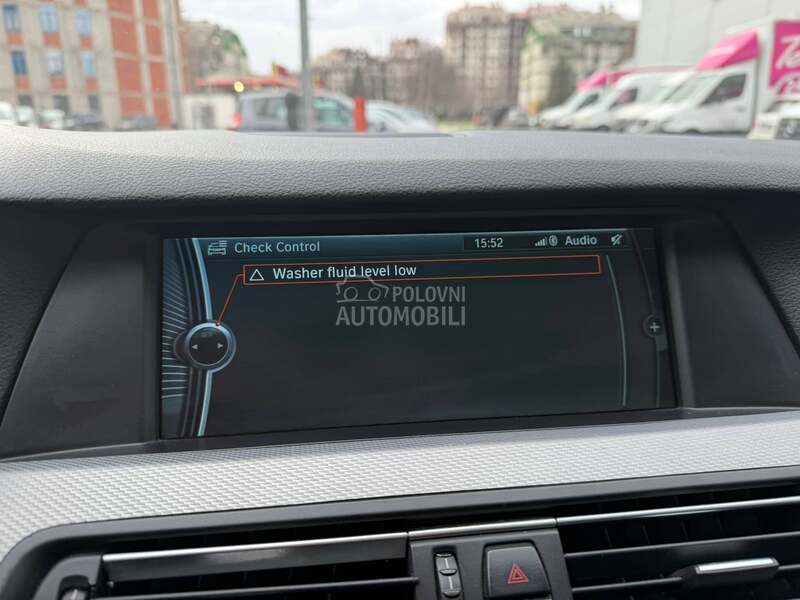 Check Control
15:52
Audio
Washer fluid level low
POLOVNI
AUTOMOBILI